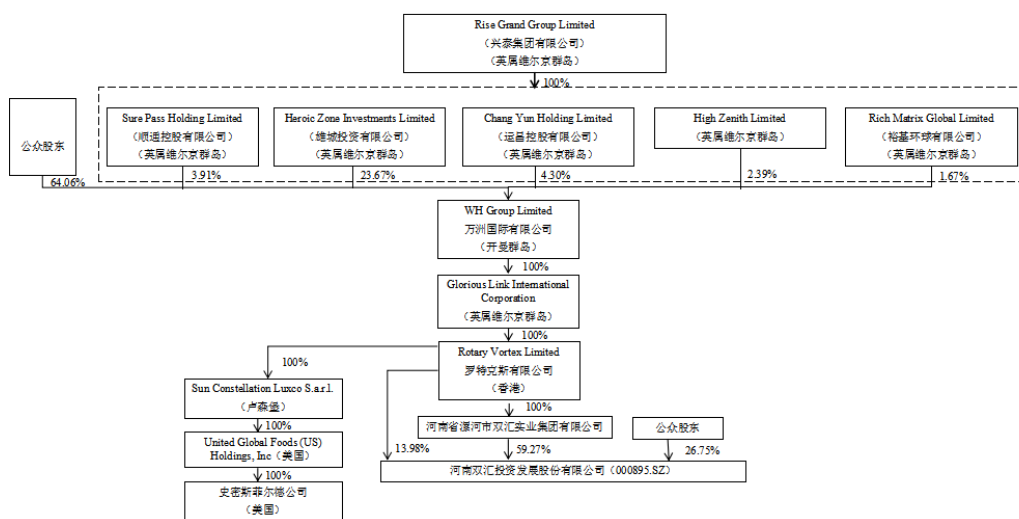 Rise Grand Group Limited
（兴泰集团有限公司）
（英属维尔京群岛）
100%
公众股东
Sure Pass Holding Limited
（顺通控股有限公司）
（英属维尔京群岛）
Heroic Zone Investments Limited
（雄域投资有限公司）
（英属维尔京群岛）
Chang Yun Holding Limited
（运昌控股有限公司）
（英属维尔京群岛）
High Zenith Limited
（英属维尔京群岛）
Rich Matrix Global Limited
（裕基环球有限公司）
（英属维尔京群岛）
64.06%
3.91%
23.67%
4.30%
2.39%
1.67%
WH Group Limited
万洲国际有限公司
（开曼群岛）
100%
Glorious Link International
Corporation
（英属维尔京群岛）
100%
Rotary Vortex Limited
罗特克斯有限公司
（香港）
100%
Sun Constellation Luxco S.a.r.l.
（卢森堡）
100%
United Global Foods (US)
Holdings, Inc（美国）
100%
史密斯菲尔德公司
（美国）
100%
河南省漯河市双汇实业集团有限公司
公众股东
13.98%
59.27%
26.75%
河南双汇投资发展股份有限公司（000895.SZ）